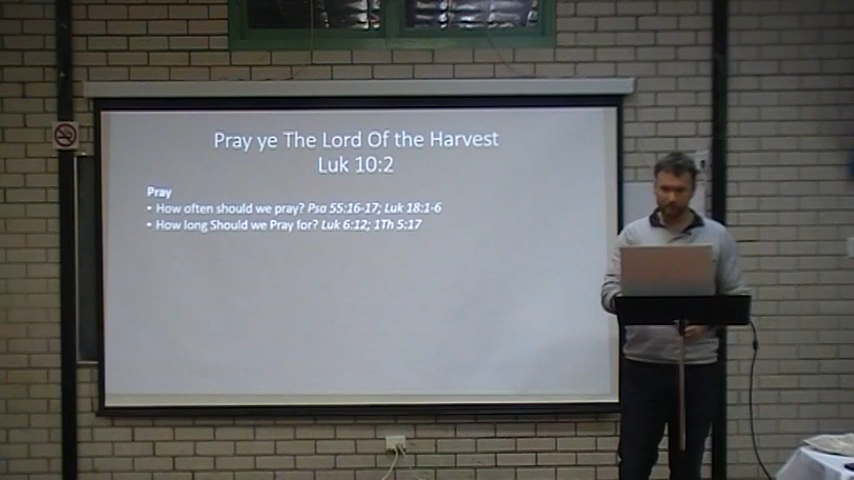 Pray ye The Lord Of the Harvest
Luk 10:2
Pray
• How often should we pray? Psa 55:16-17; Luk 18:1-6
• How long Should we Pray for? Luk 6:12; 1Th 5:17